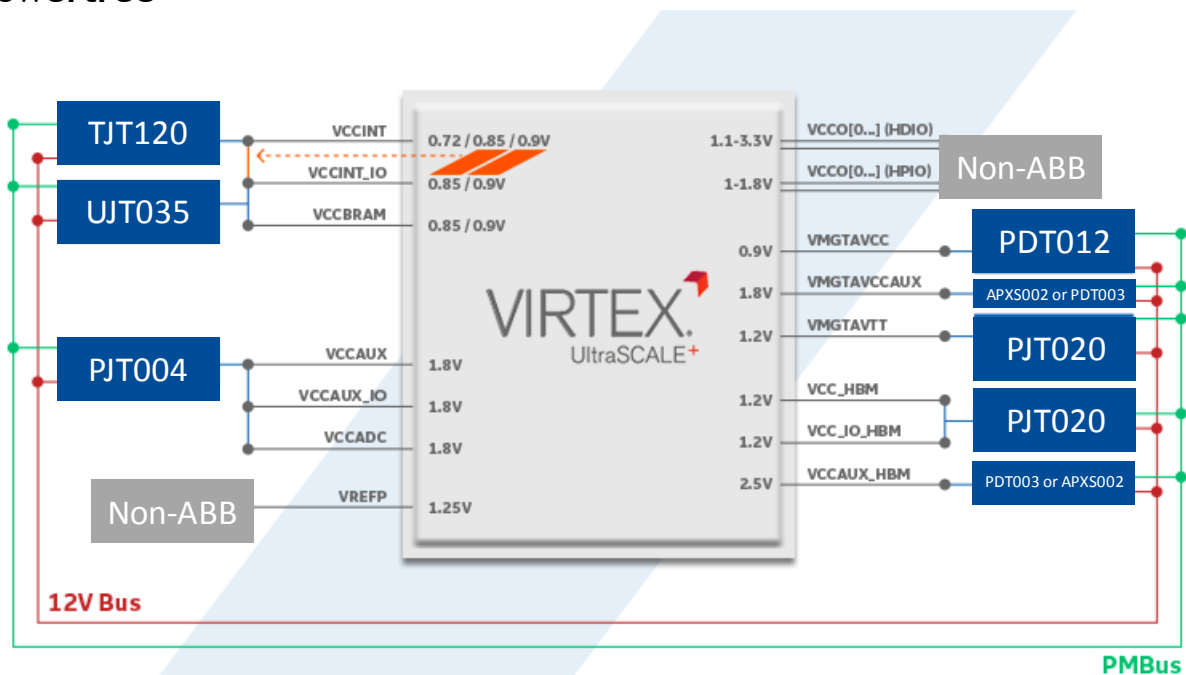 TJT120
UJT035
VCCINT
VCCINT_IO
VCCBRAM
0.72 / 0.85 / 0.9V
0.85 / 0.9V
0.85 / 0.9V
PJT004
VCCAUX
VCCAUX_IO
VCCADC
1.8V
1.8V
1.8V
Non-ABB
VREFP
1.25V
VIRTEX.
UltraSCALE+
1.1-3.3V
VCCO[0...] (HDIO)
1-1.8V
VCCO[0...] (HPIO)
Non-ABB
0.9V
VMGTAVCC
PDT012
1.8V
VMGTAVCCAUX
APXS002 or PDT003
1.2V
VMGTAVTT
PJT020
1.2V
VCC_HBM
1.2V
VCC_IO_HBM
PJT020
2.5V
VCCAUX_HBM
PDT003 or APXS002
12V Bus
PMBus